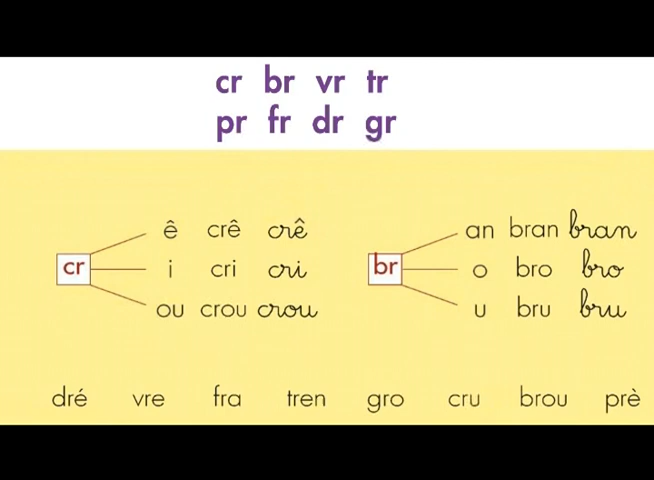 cr br vr tr
pr fr dr gr
ê crê crê
cr i cri cri
ou crou crou
an bran bran
br o bro bro
u bru bru
dré vre fra tren gro cru brou prè